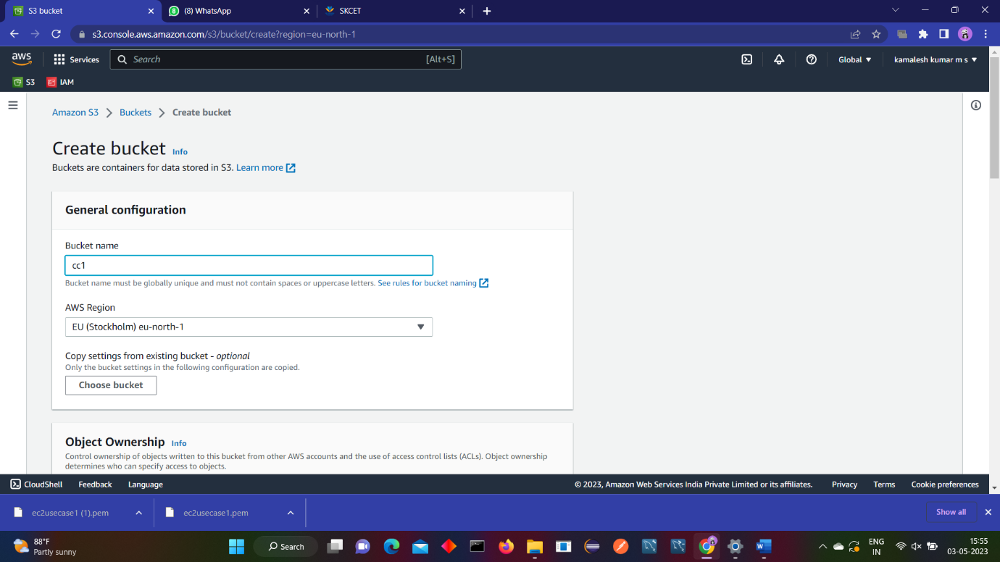 S3 bucket
(8) WhatsApp
SKCET
s3.console.aws.amazon.com/s3/bucket/create?region=eu-north-1
aws
Services
Search
[Alt+S]
Global
kamalesh kumar m s
S3
IAM
Amazon S3
Buckets
Create bucket
Create bucket Info
Buckets are containers for data stored in S3. Learn more
General configuration
Bucket name
cc1
Bucket name must be globally unique and must not contain spaces or uppercase letters. See rules for bucket naming
AWS Region
EU (Stockholm) eu-north-1
Copy settings from existing bucket - optional
Only the bucket settings in the following configuration are copied.
Choose bucket
Object Ownership Info
Control ownership of objects written to this bucket from other AWS accounts and the use of access control lists (ACLs). Object ownership
determines who can specify access to objects.
CloudShell
Feedback
Language
© 2023, Amazon Web Services India Private Limited or its affiliates.
Privacy
Terms
Cookie preferences
ec2usecase1 (1).pem
ec2usecase1.pem
Show all
88°F
Partly sunny
Search
ENG
IN
15:55
03-05-2023